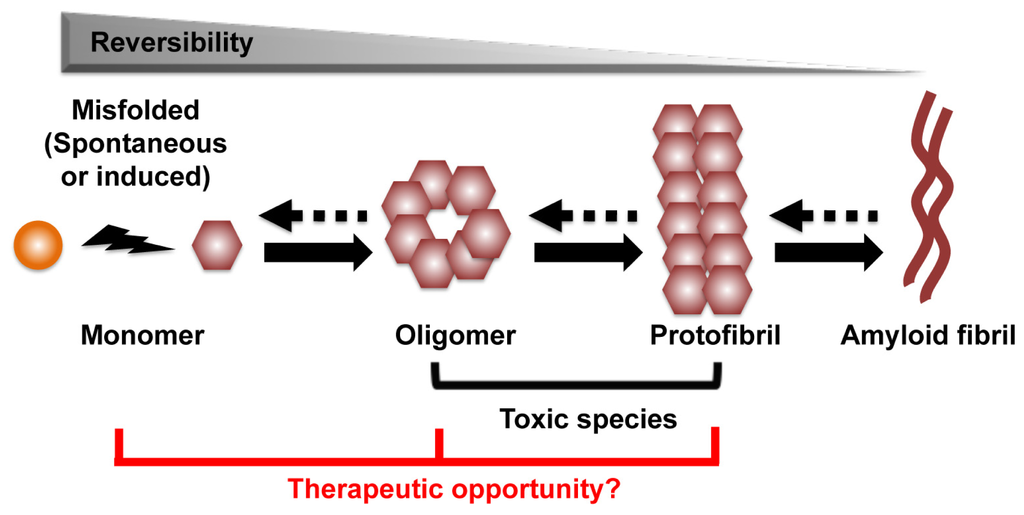 Reversibility
Misfolded
(Spontaneous
or induced)
Monomer
Oligomer
Protofibril
Amyloid fibril
Toxic species
Therapeutic opportunity?